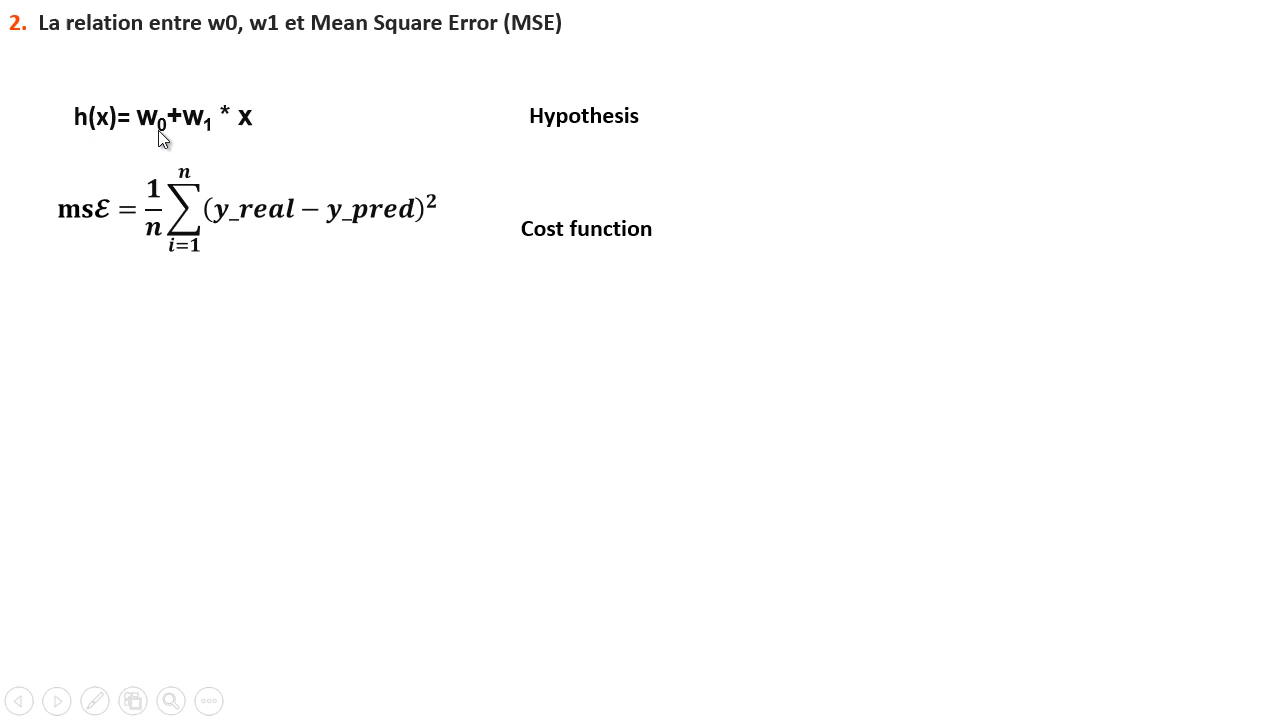 2. La relation entre w0, w1 et Mean Square Error (MSE)
h(x)= w₀+w₁ * x Hypothesis
msℰ = 1/n ∑ᵢ₌₁ⁿ (y_real − y_pred)² Cost function